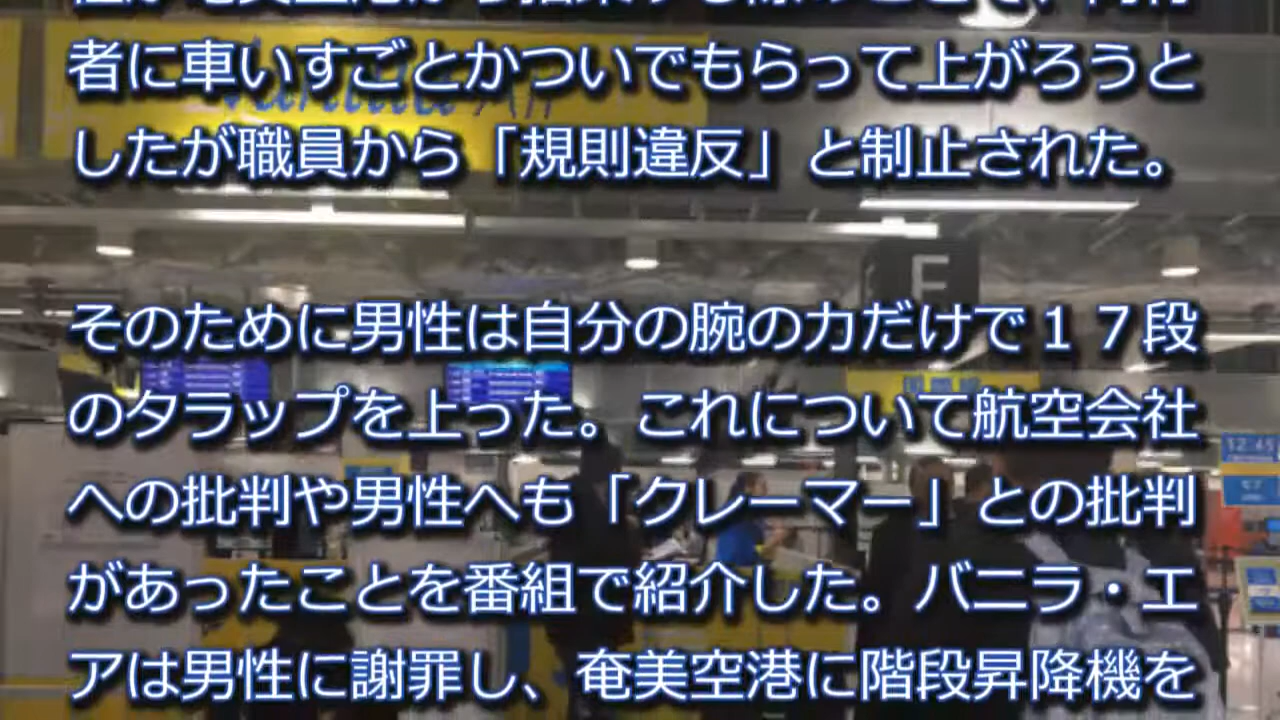 者に車いすごとかついでもらって上がろうと
したが職員から「規則違反」と制止された。
そのために男性は自分の腕の力だけで１７段
のタラップを上った。これについて航空会社
への批判や男性へも「クレーマー」との批判
があったことを番組で紹介した。バニラ・エ
アは男性に謝罪し、奄美空港に階段昇降機を
F
12:45